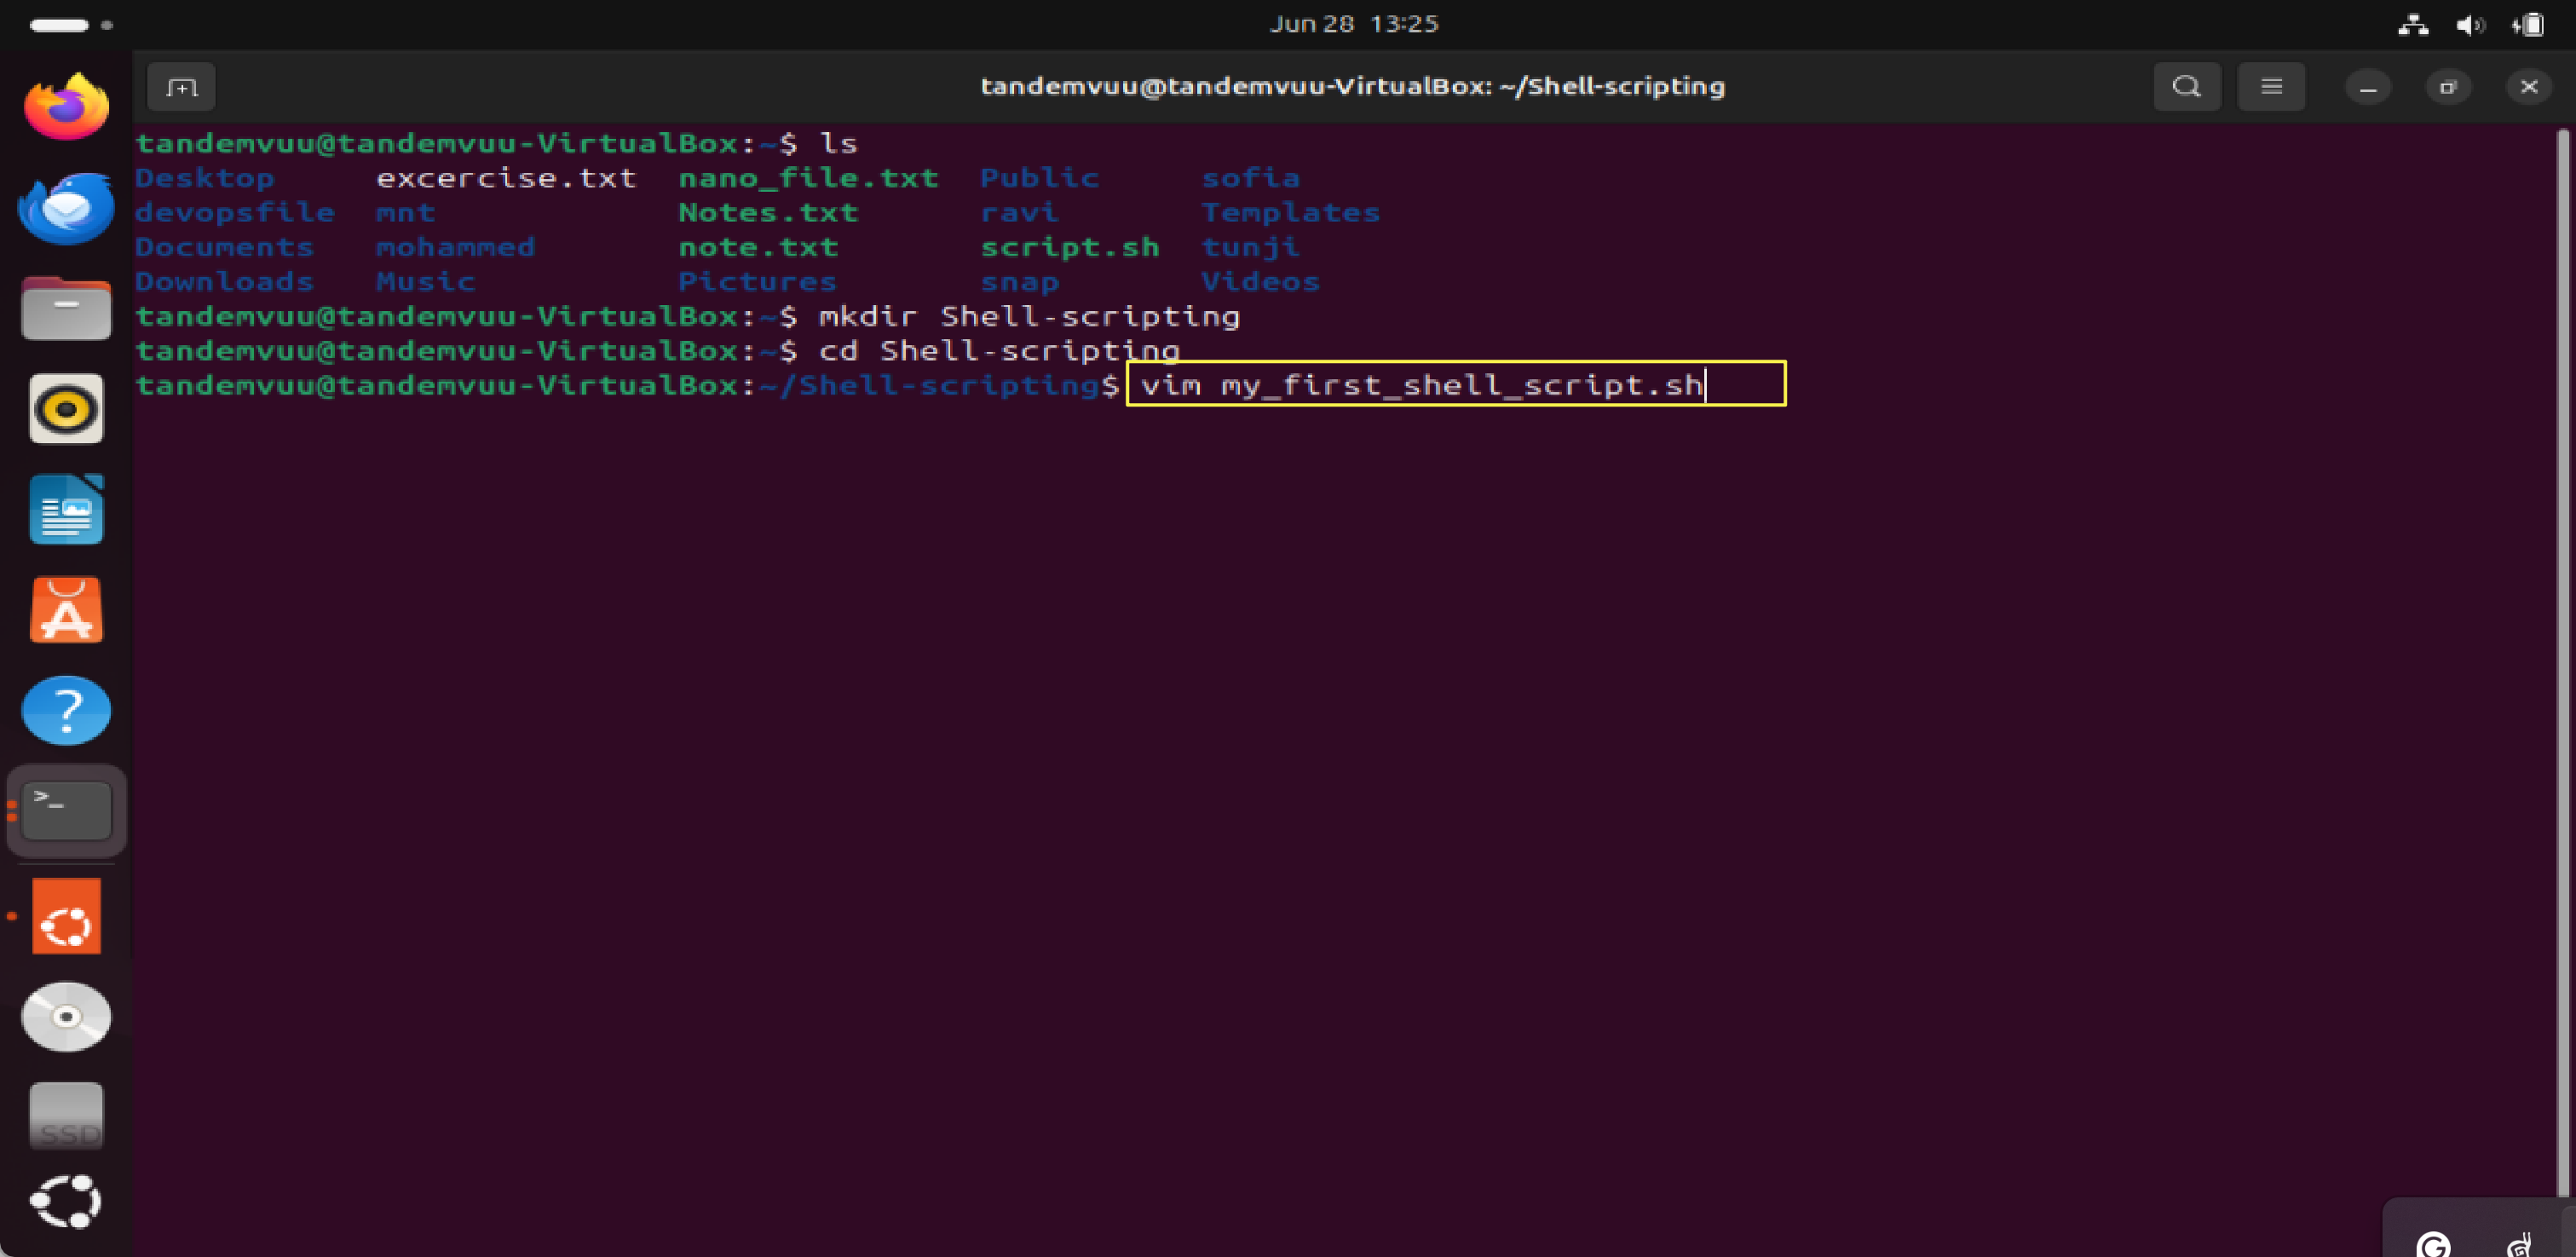 Jun 28 13:25
tandemvuu@tandemvuu-VirtualBox: ~/Shell-scripting
tandemvuu@tandemvuu-VirtualBox:~$ ls
Desktop excercise.txt nano_file.txt Public sofia
devopsfile mnt Notes.txt ravi Templates
Documents mohammed note.txt script.sh tunji
Downloads Music Pictures snap Videos
tandemvuu@tandemvuu-VirtualBox:~$ mkdir Shell-scripting
tandemvuu@tandemvuu-VirtualBox:~$ cd Shell-scripting
tandemvuu@tandemvuu-VirtualBox:~/Shell-scripting$ vim my_first_shell_script.sh
SSD